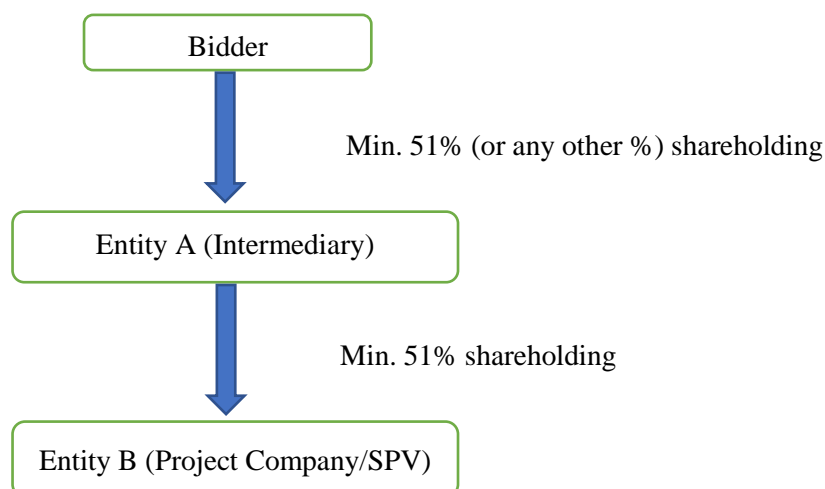 Bidder
Min. 51% (or any other %) shareholding
Entity A (Intermediary)
Min. 51% shareholding
Entity B (Project Company/SPV)